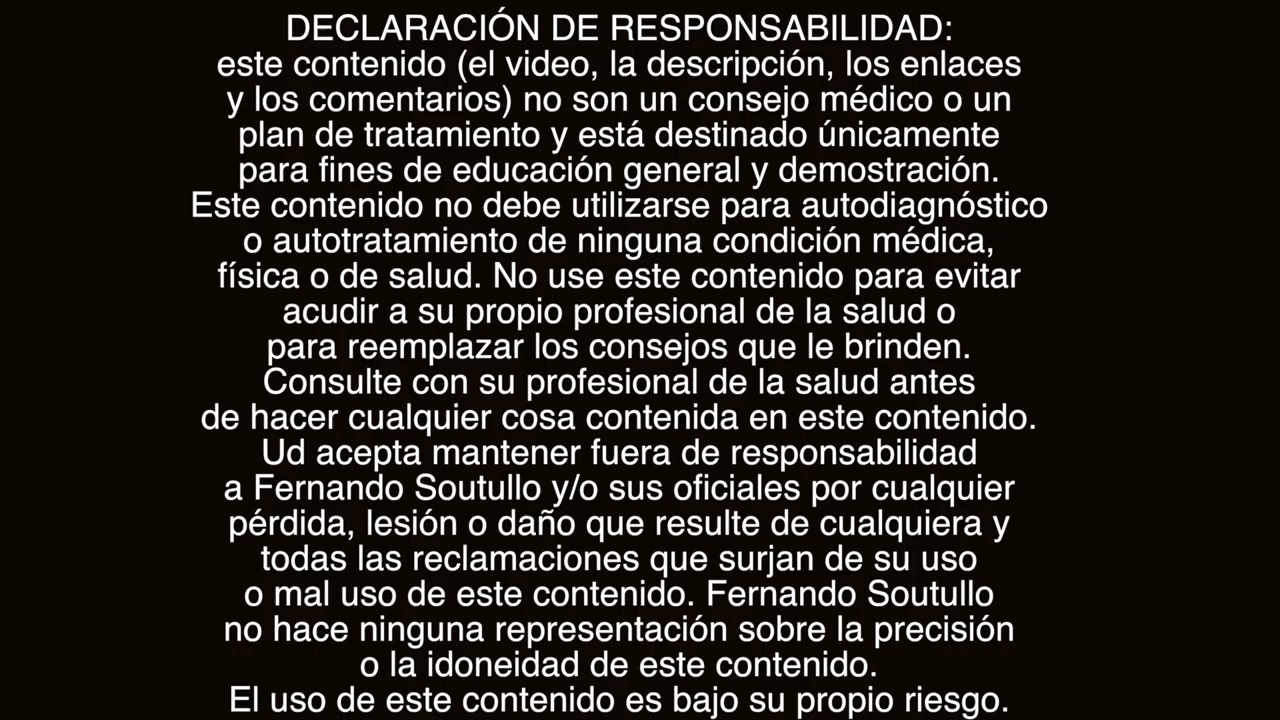 DECLARACIÓN DE RESPONSABILIDAD:
este contenido (el video, la descripción, los enlaces
y los comentarios) no son un consejo médico o un
plan de tratamiento y está destinado únicamente
para fines de educación general y demostración.
Este contenido no debe utilizarse para autodiagnóstico
o autotratamiento de ninguna condición médica,
física o de salud. No use este contenido para evitar
acudir a su propio profesional de la salud o
para reemplazar los consejos que le brinden.
Consulte con su profesional de la salud antes
de hacer cualquier cosa contenida en este contenido.
Ud acepta mantener fuera de responsabilidad
a Fernando Soutullo y/o sus oficiales por cualquier
pérdida, lesión o daño que resulte de cualquiera y
todas las reclamaciones que surjan de su uso
o mal uso de este contenido. Fernando Soutullo
no hace ninguna representación sobre la precisión
o la idoneidad de este contenido.
El uso de este contenido es bajo su propio riesgo.